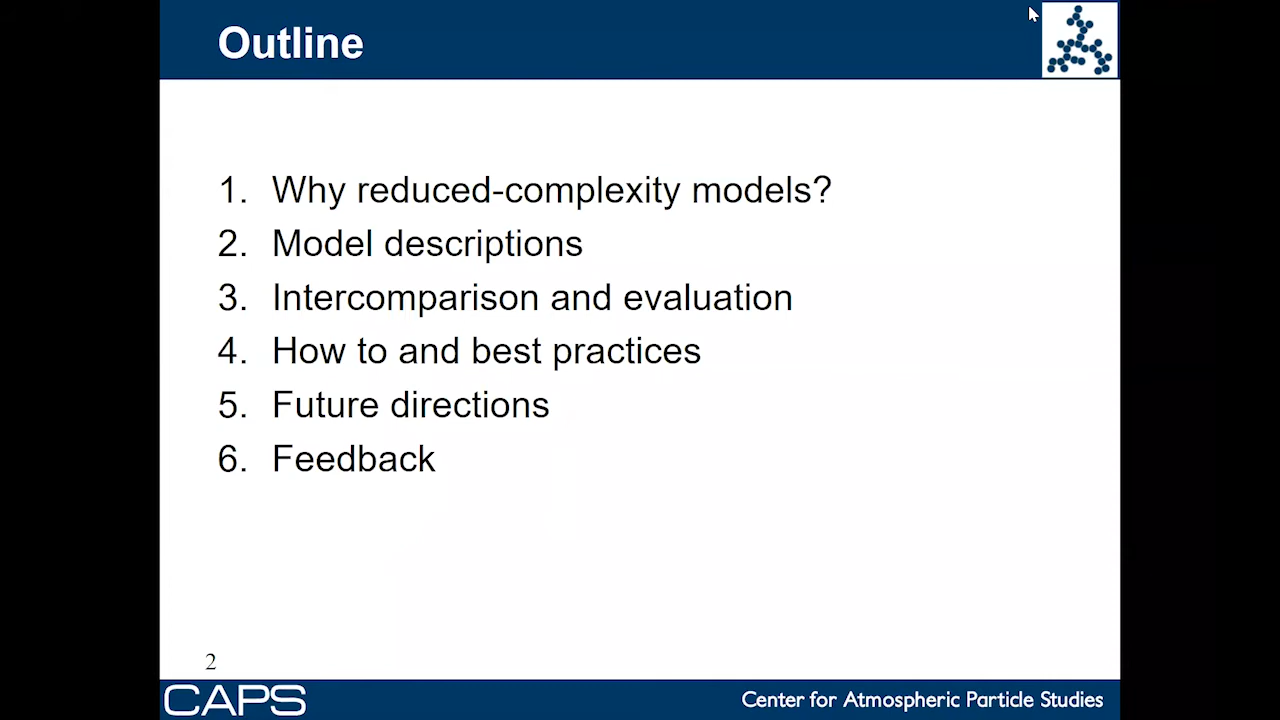 Outline
1. Why reduced-complexity models?
2. Model descriptions
3. Intercomparison and evaluation
4. How to and best practices
5. Future directions
6. Feedback
2
CAPS
Center for Atmospheric Particle Studies